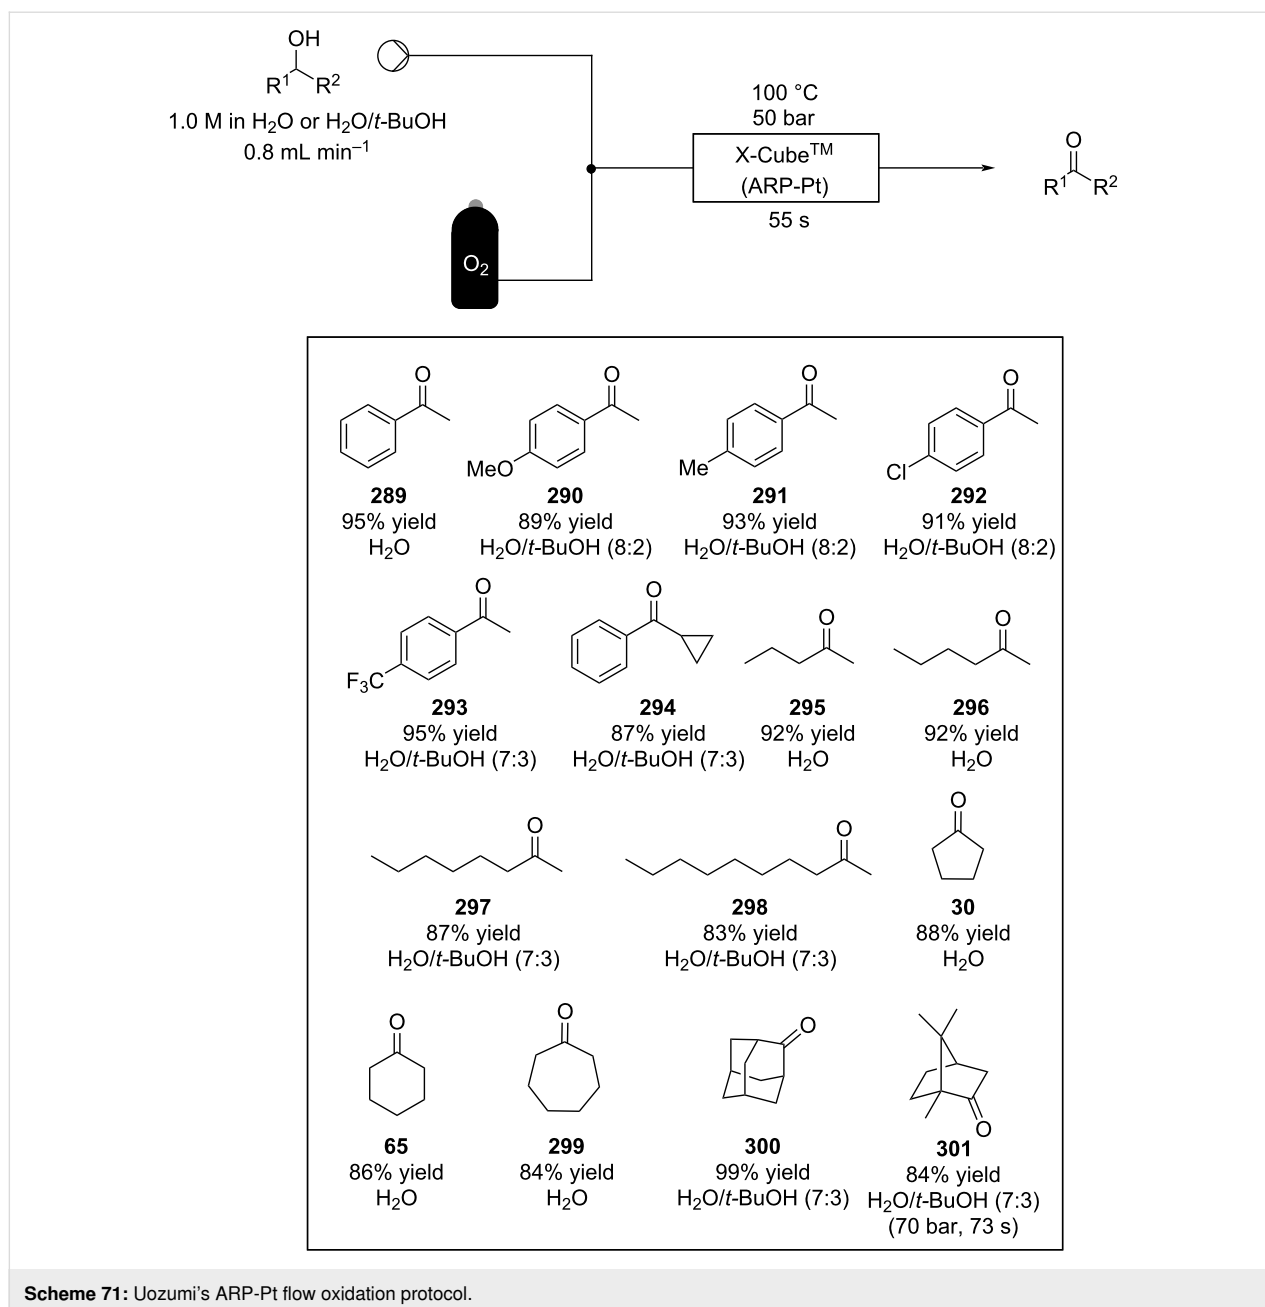 OH
R¹ R²
1.0 M in H₂O or H₂O/t-BuOH
0.8 mL min⁻¹
O₂
100 °C
50 bar
X-Cube™
(ARP-Pt)
55 s
O
R¹ R²
O
289
95% yield
H₂O
O
MeO
290
89% yield
H₂O/t-BuOH (8:2)
O
Me
291
93% yield
H₂O/t-BuOH (8:2)
O
Cl
292
91% yield
H₂O/t-BuOH (8:2)
O
F₃C
293
95% yield
H₂O/t-BuOH (7:3)
O
294
87% yield
H₂O/t-BuOH (7:3)
O
295
92% yield
H₂O
O
296
92% yield
H₂O
O
297
87% yield
H₂O/t-BuOH (7:3)
O
298
83% yield
H₂O/t-BuOH (7:3)
O
30
88% yield
H₂O
O
65
86% yield
H₂O
O
299
84% yield
H₂O
O
300
99% yield
H₂O/t-BuOH (7:3)
O
301
84% yield
H₂O/t-BuOH (7:3)
(70 bar, 73 s)
Scheme 71: Uozumi's ARP-Pt flow oxidation protocol.